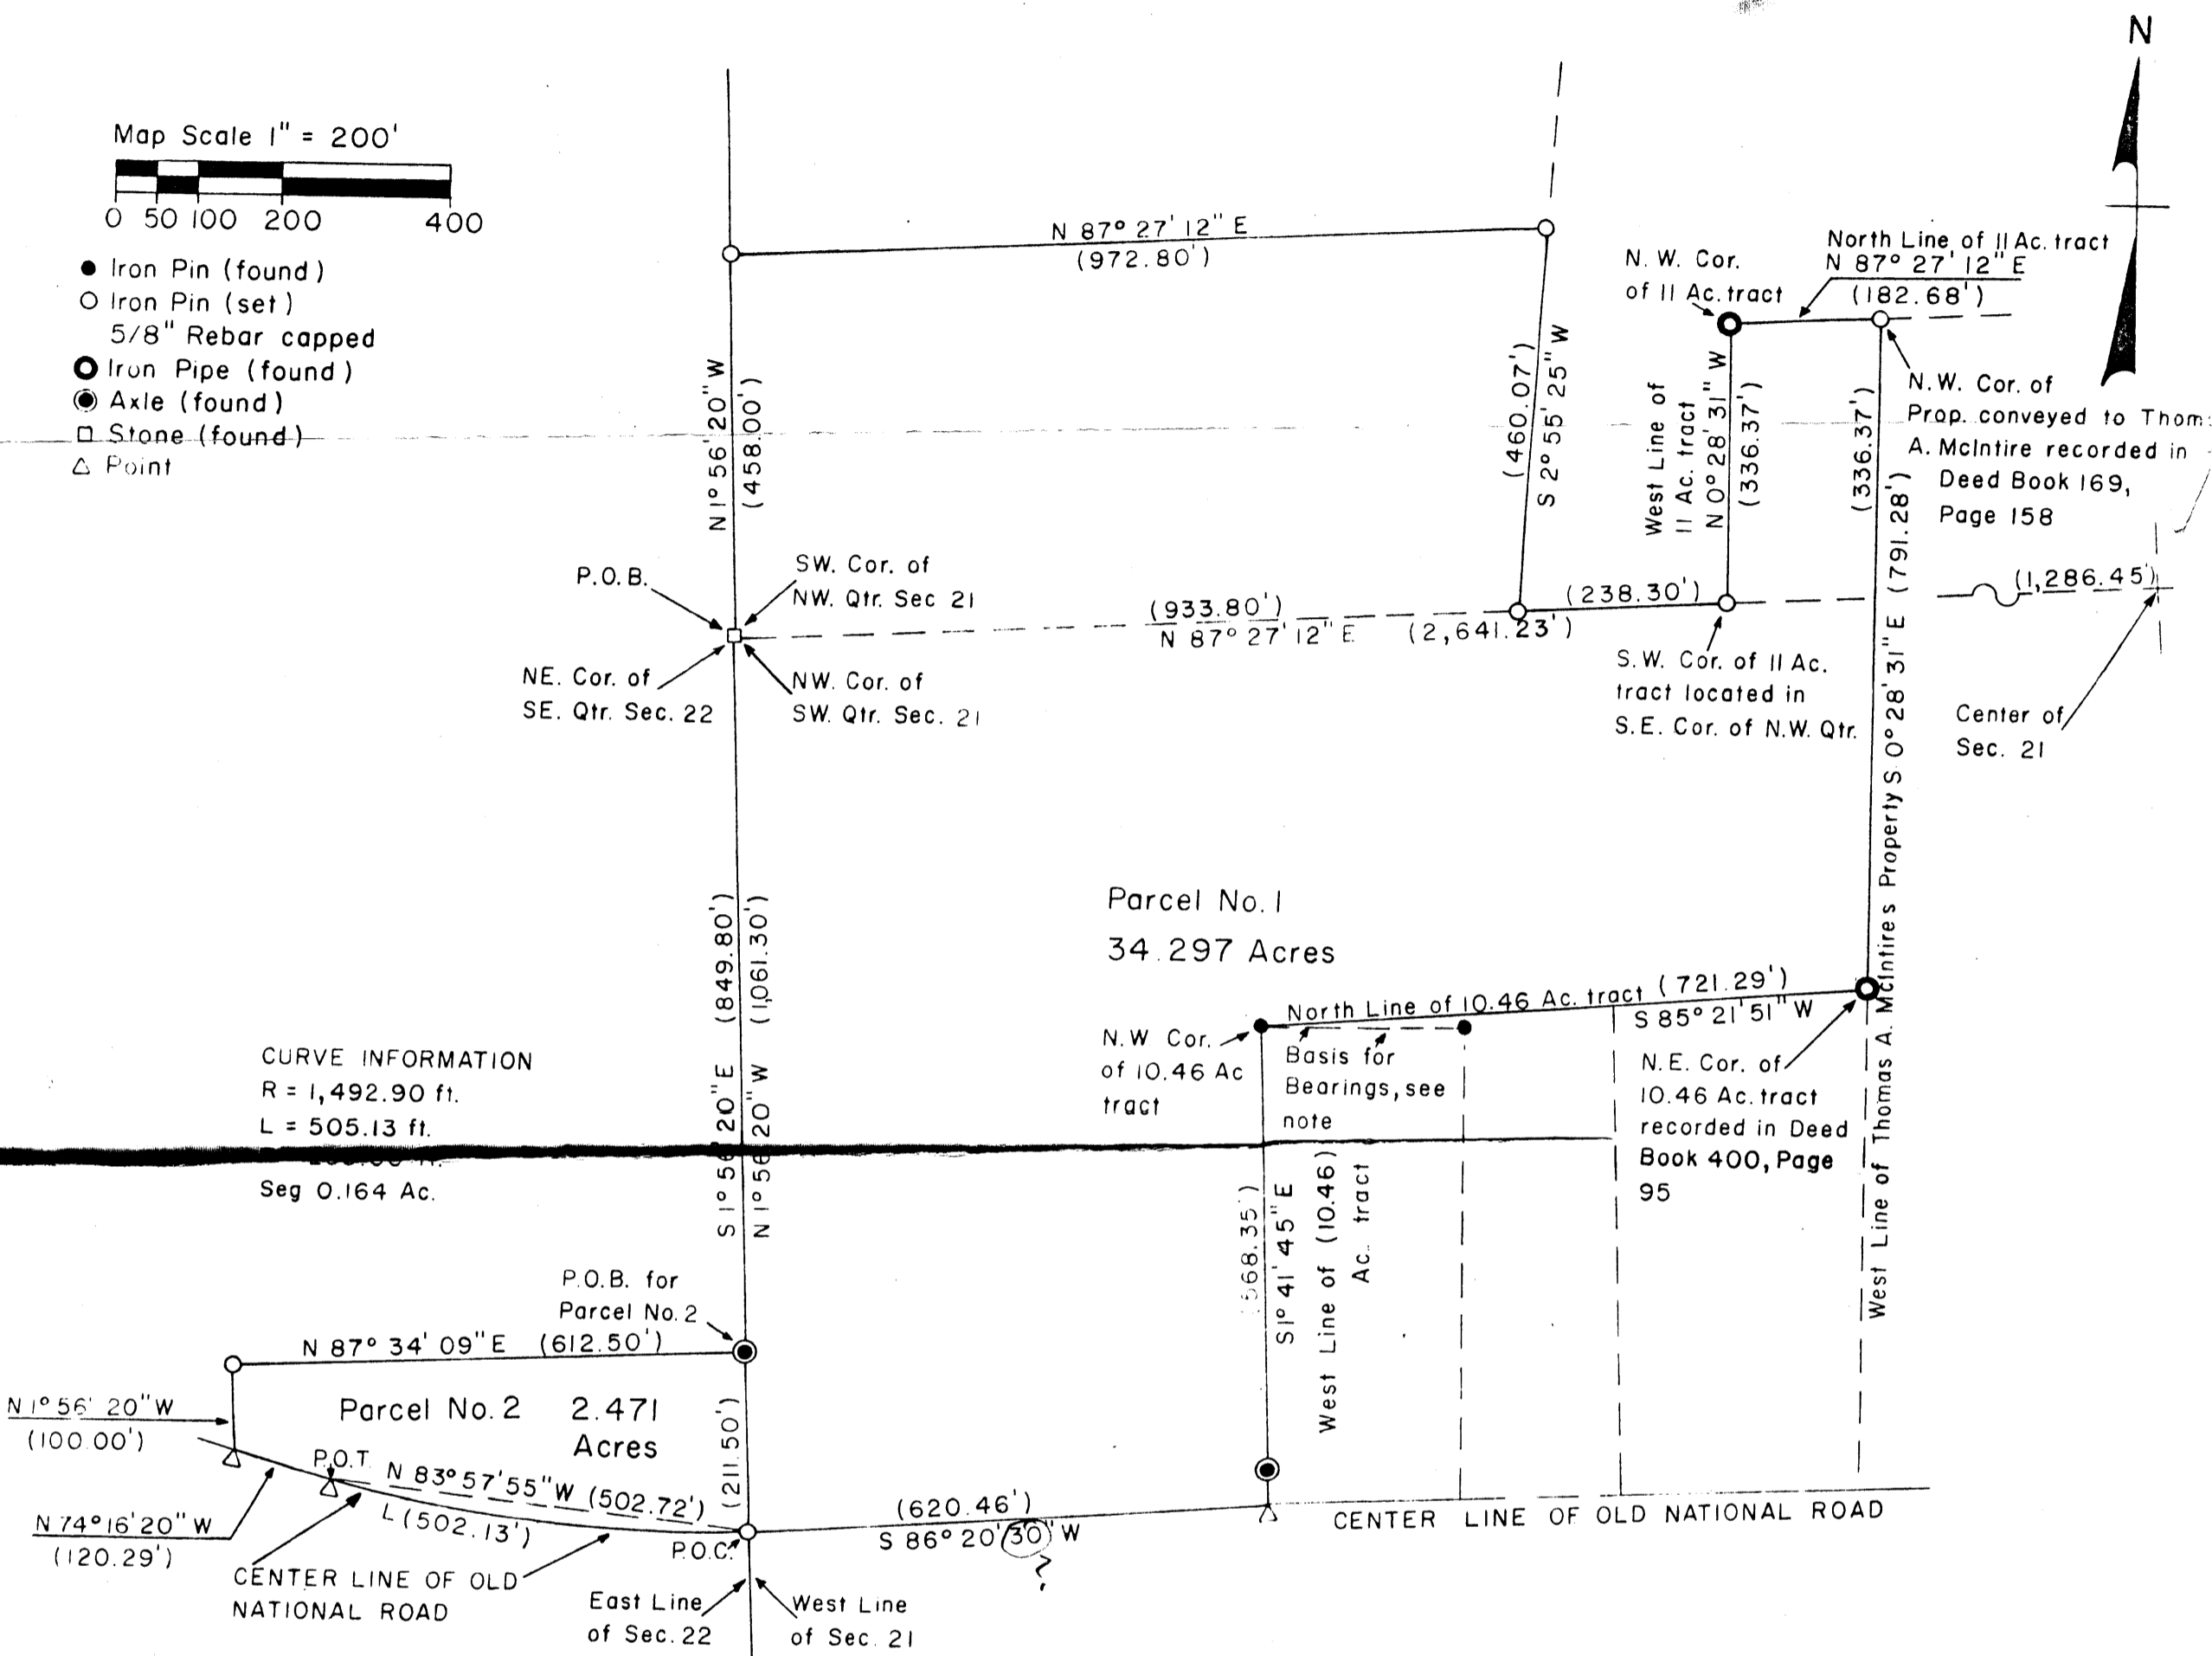 N
Map Scale 1" = 200'
0 50 100 200 400
Iron Pin (found)
Iron Pin (set)
5/8" Rebar capped
Iron Pipe (found)
Axle (found)
Stone (found)
Point
N 87° 27' 12" E
(972.80')
N 1° 56' 20" W
(458.00')
(460.07')
S 2° 55' 25" W
N. W. Cor.
of 11 Ac. tract
North Line of 11 Ac. tract
N 87° 27' 12" E
(182.68')
West Line of
11 Ac. tract
N 0° 28' 31" W
(336.37')
(336.37')
N.W. Cor. of
Prop. conveyed to Thom
A. McIntire recorded in
Deed Book 169,
Page 158
P.O.B.
SW. Cor. of
NW. Qtr. Sec 21
NE. Cor. of
SE. Qtr. Sec. 22
NW. Cor. of
SW. Qtr. Sec. 21
(933.80')
N 87° 27' 12" E (2,641.23')
(238.30')
(1,286.45')
S.W. Cor. of 11 Ac.
tract located in
S.E. Cor. of N.W. Qtr.
Center of
Sec. 21
West Line of Thomas A. McIntires Property S 0° 28' 31" E (791.28')
Parcel No. 1
34.297 Acres
S 1° 56' 20" E (849.80')
N 1° 56' 20" W (1,061.30')
North Line of 10.46 Ac. tract (721.29')
S 85° 21' 51" W
N.W Cor.
of 10.46 Ac
tract
Basis for
Bearings, see
note
N.E. Cor. of
10.46 Ac. tract
recorded in Deed
Book 400, Page
95
CURVE INFORMATION
R = 1,492.90 ft.
L = 505.13 ft.
Seg 0.164 Ac.
568.35')
S 1° 41' 45" E
West Line of (10.46)
Ac. tract
P.O.B. for
Parcel No. 2
N 87° 34' 09" E (612.50')
N 1° 56' 20" W
(100.00')
Parcel No. 2 2.471
Acres
P.O.T.
N 83° 57' 55" W (502.72')
L (502.13')
(211.50')
N 74° 16' 20" W
(120.29')
CENTER LINE OF OLD
NATIONAL ROAD
P.O.C.
(620.46')
S 86° 20' 30" W
?
CENTER LINE OF OLD NATIONAL ROAD
East Line
of Sec. 22
West Line
of Sec. 21